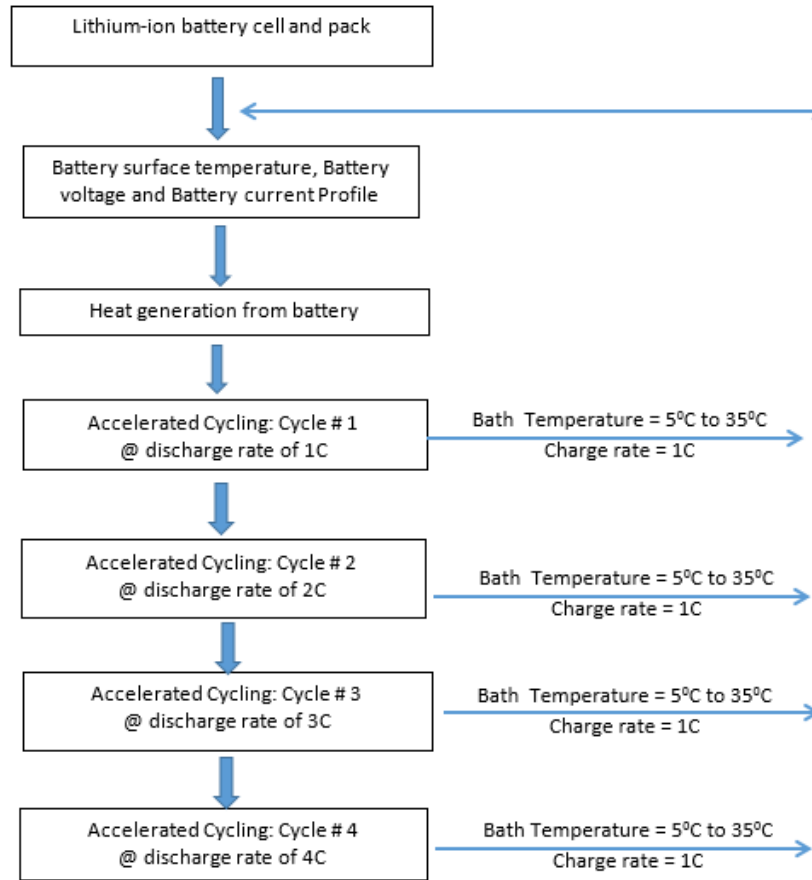 Lithium-ion battery cell and pack
Battery surface temperature, Battery
voltage and Battery current Profile
Heat generation from battery
Accelerated Cycling: Cycle # 1
@ discharge rate of 1C
Bath Temperature = 5⁰C to 35⁰C
Charge rate = 1C
Accelerated Cycling: Cycle # 2
@ discharge rate of 2C
Bath Temperature = 5⁰C to 35⁰C
Charge rate = 1C
Accelerated Cycling: Cycle # 3
@ discharge rate of 3C
Bath Temperature = 5⁰C to 35⁰C
Charge rate = 1C
Accelerated Cycling: Cycle # 4
@ discharge rate of 4C
Bath Temperature = 5⁰C to 35⁰C
Charge rate = 1C